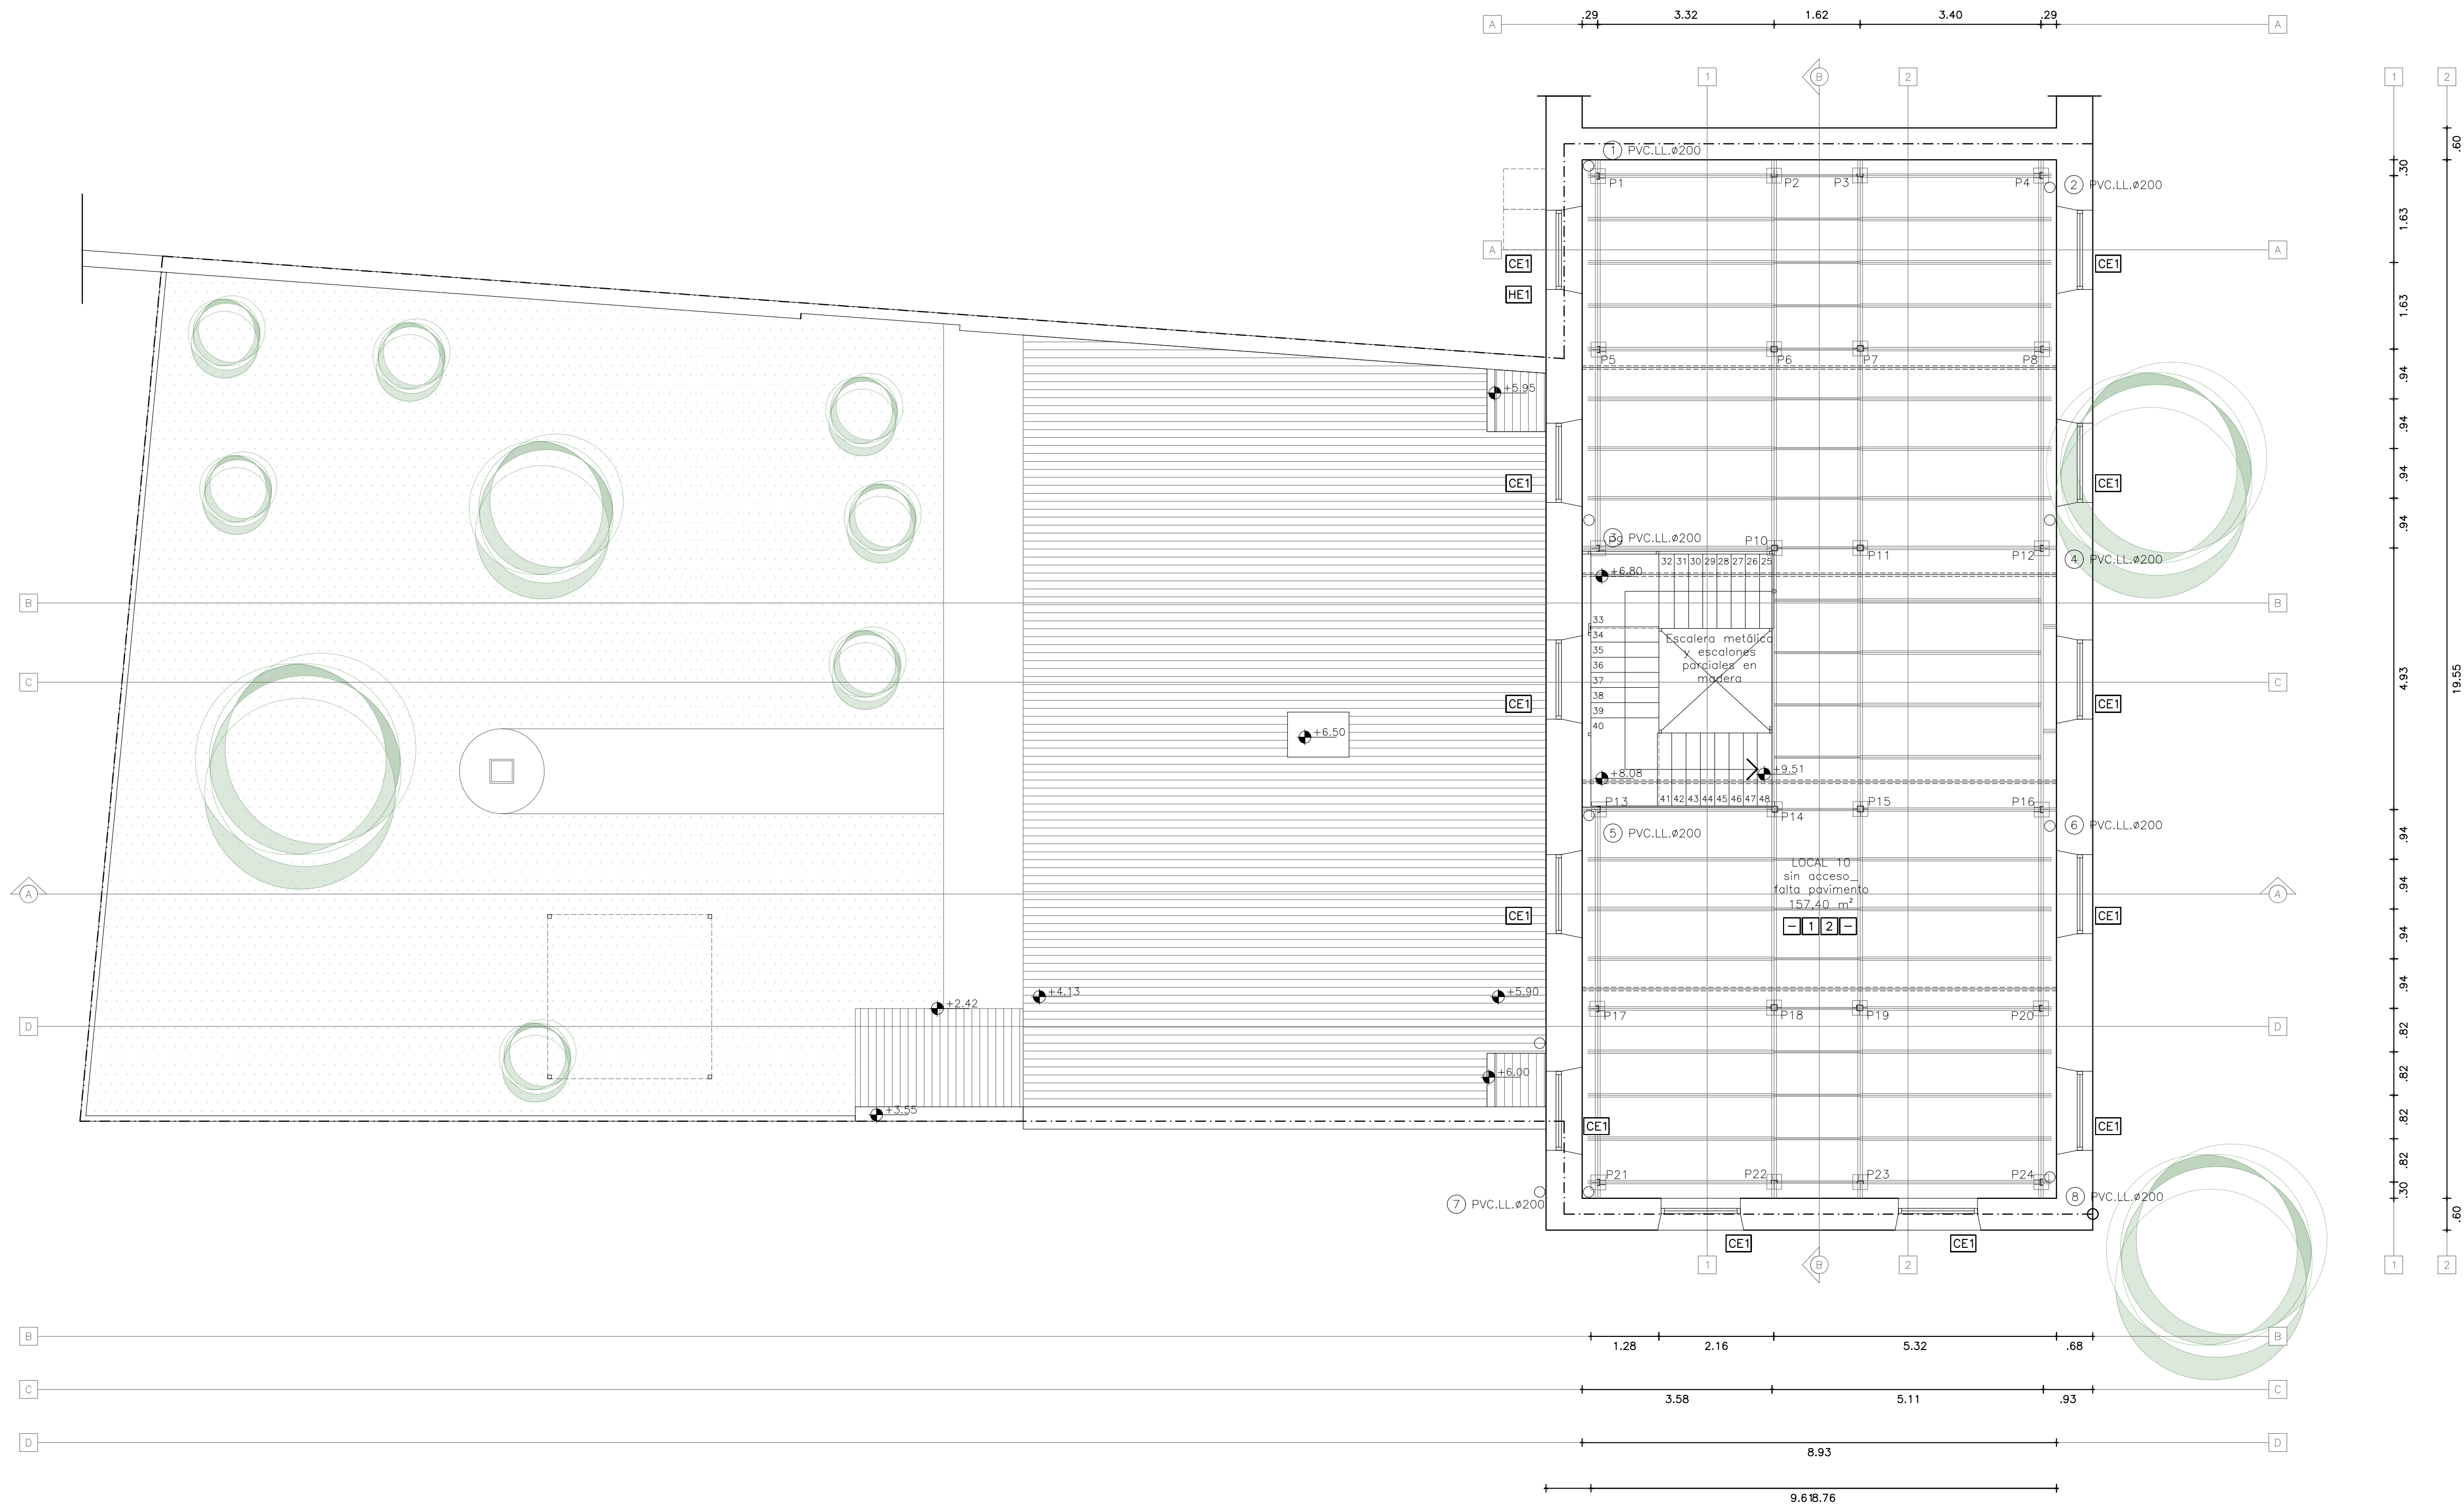 A .29 3.32 1.62 3.40 .29 A
1 B 2 1 2
.60
1 PVC.LL.ø200
.30
P1 P2 P3 P4 2 PVC.LL.ø200
1.63
A A
CE1 CE1
HE1
1.63
P5 P6 P7 P8
.94
+5.95
.94
CE1 CE1
.94
.94
3 PVC.LL.ø200
P9 P10 P11 P12 4 PVC.LL.ø200
32 31 30 29 28 27 26 25
+6.80
B B
33
34
35
36
37
38
39
40
Escalera metálica
y escalones
parciales en
madera
C C
4.93
19.55
CE1 CE1
+6.50
+8.08 +9.51
41 42 43 44 45 46 47 48
P13 P14 P15 P16
5 PVC.LL.ø200 6 PVC.LL.ø200
.94
LOCAL 10
sin acceso_
falta pavimento
157,40 m²
– 1 2 –
A A
.94
CE1 CE1
.94
.94
+2.42 +4.13 +5.90
P17 P18 P19 P20
D D
.82
+6.00
.82
+3.55
CE1 CE1
.82
.82
P21 P22 P23 P24
.30
7 PVC.LL.ø200 8 PVC.LL.ø200
.60
CE1 CE1
1 B 2 1 2
B B
1.28 2.16 5.32 .68
C C
3.58 5.11 .93
D D
8.93
9.61 8.76